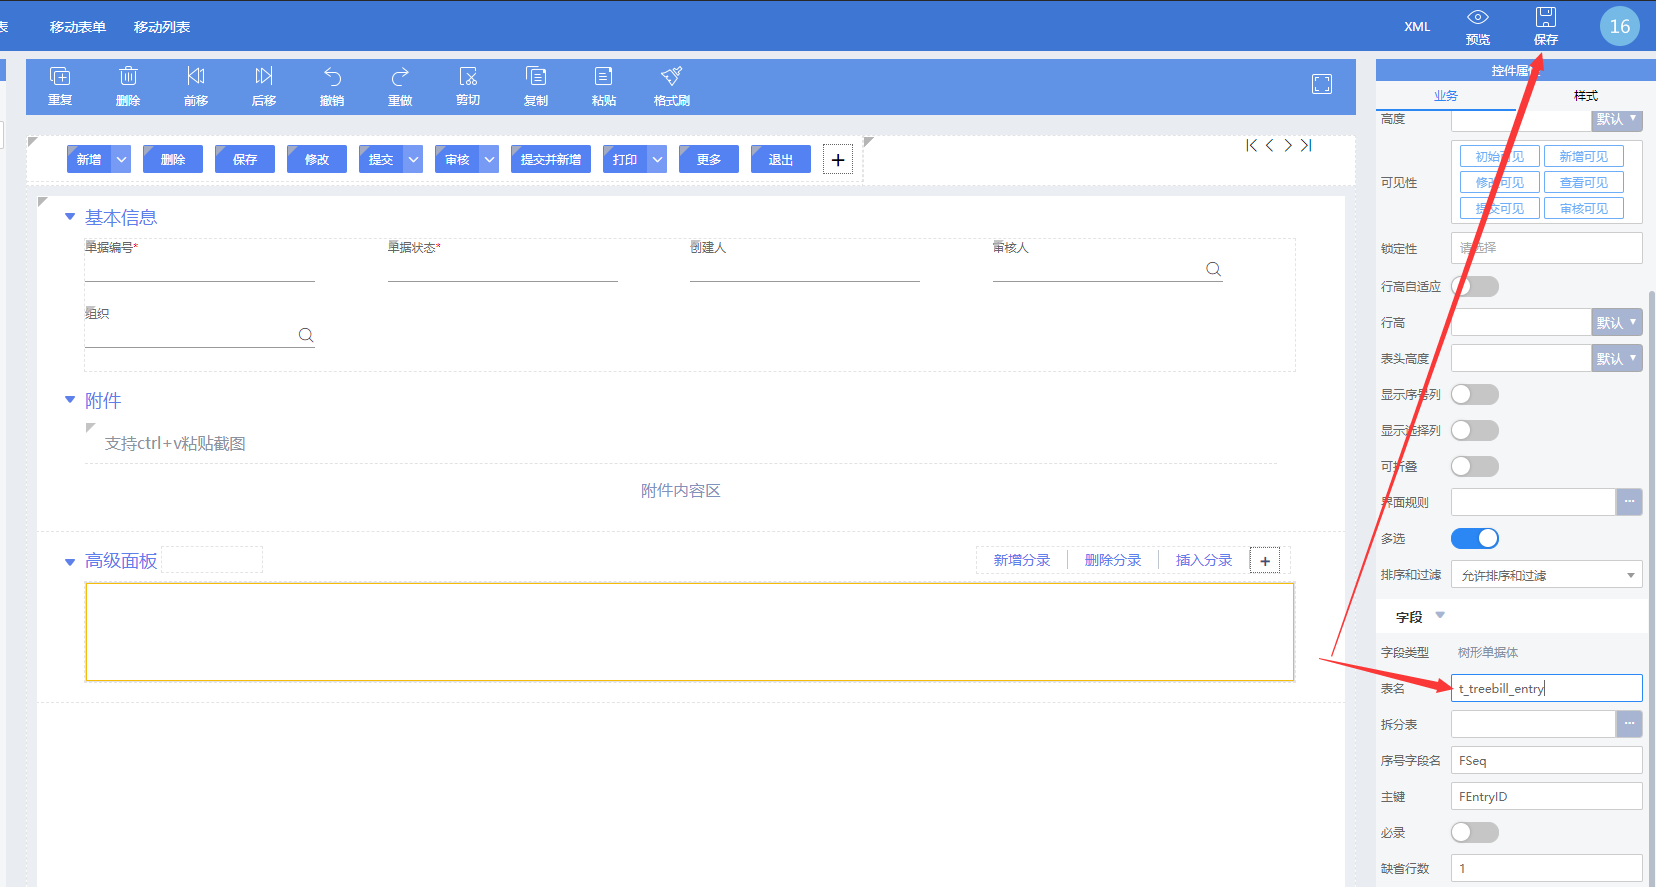 表
移动表单
移动列表
XML
预览
保存
16
重复
删除
前移
后移
撤销
重做
剪切
复制
粘贴
格式刷
控件属性
业务
样式
新增
删除
保存
修改
提交
审核
提交并新增
打印
更多
退出
基本信息
单据编号*
单据状态*
创建人
审核人
组织
附件
支持ctrl+v粘贴截图
附件内容区
高级面板
新增分录
删除分录
插入分录
高度
默认
可见性
初始可见
新增可见
修改可见
查看可见
提交可见
审核可见
锁定性
请选择
行高自适应
行高
默认
表头高度
默认
显示序号列
显示选择列
可折叠
界面规则
多选
排序和过滤
允许排序和过滤
字段
字段类型
树形单据体
表名
t_treebill_entry
拆分表
序号字段名
FSeq
主键
FEntryID
必录
缺省行数
1